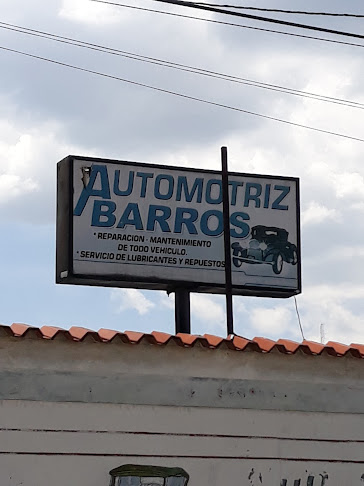 AUTOMOTRIZ
BARROS
* REPARACION - MANTENIMIENTO
DE TODO VEHICULO.
* SERVICIO DE LUBRICANTES Y REPUESTOS